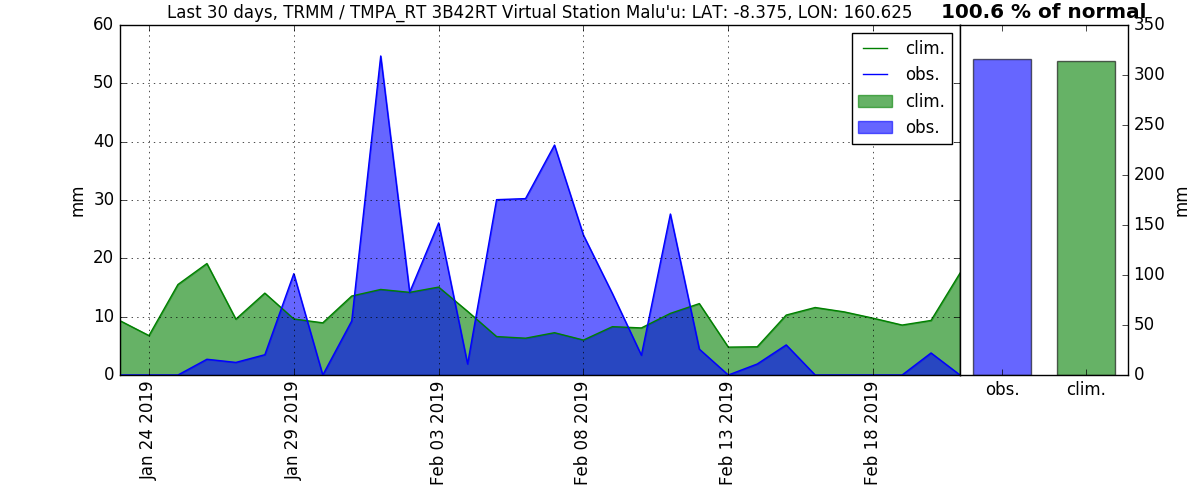 Last 30 days, TRMM / TMPA_RT 3B42RT Virtual Station Malu'u: LAT: -8.375, LON: 160.625
100.6 % of normal
60
50
40
30
20
10
0
mm
clim.
obs.
clim.
obs.
350
300
250
200
150
100
50
0
mm
obs.
clim.
Jan 24 2019
Jan 29 2019
Feb 03 2019
Feb 08 2019
Feb 13 2019
Feb 18 2019